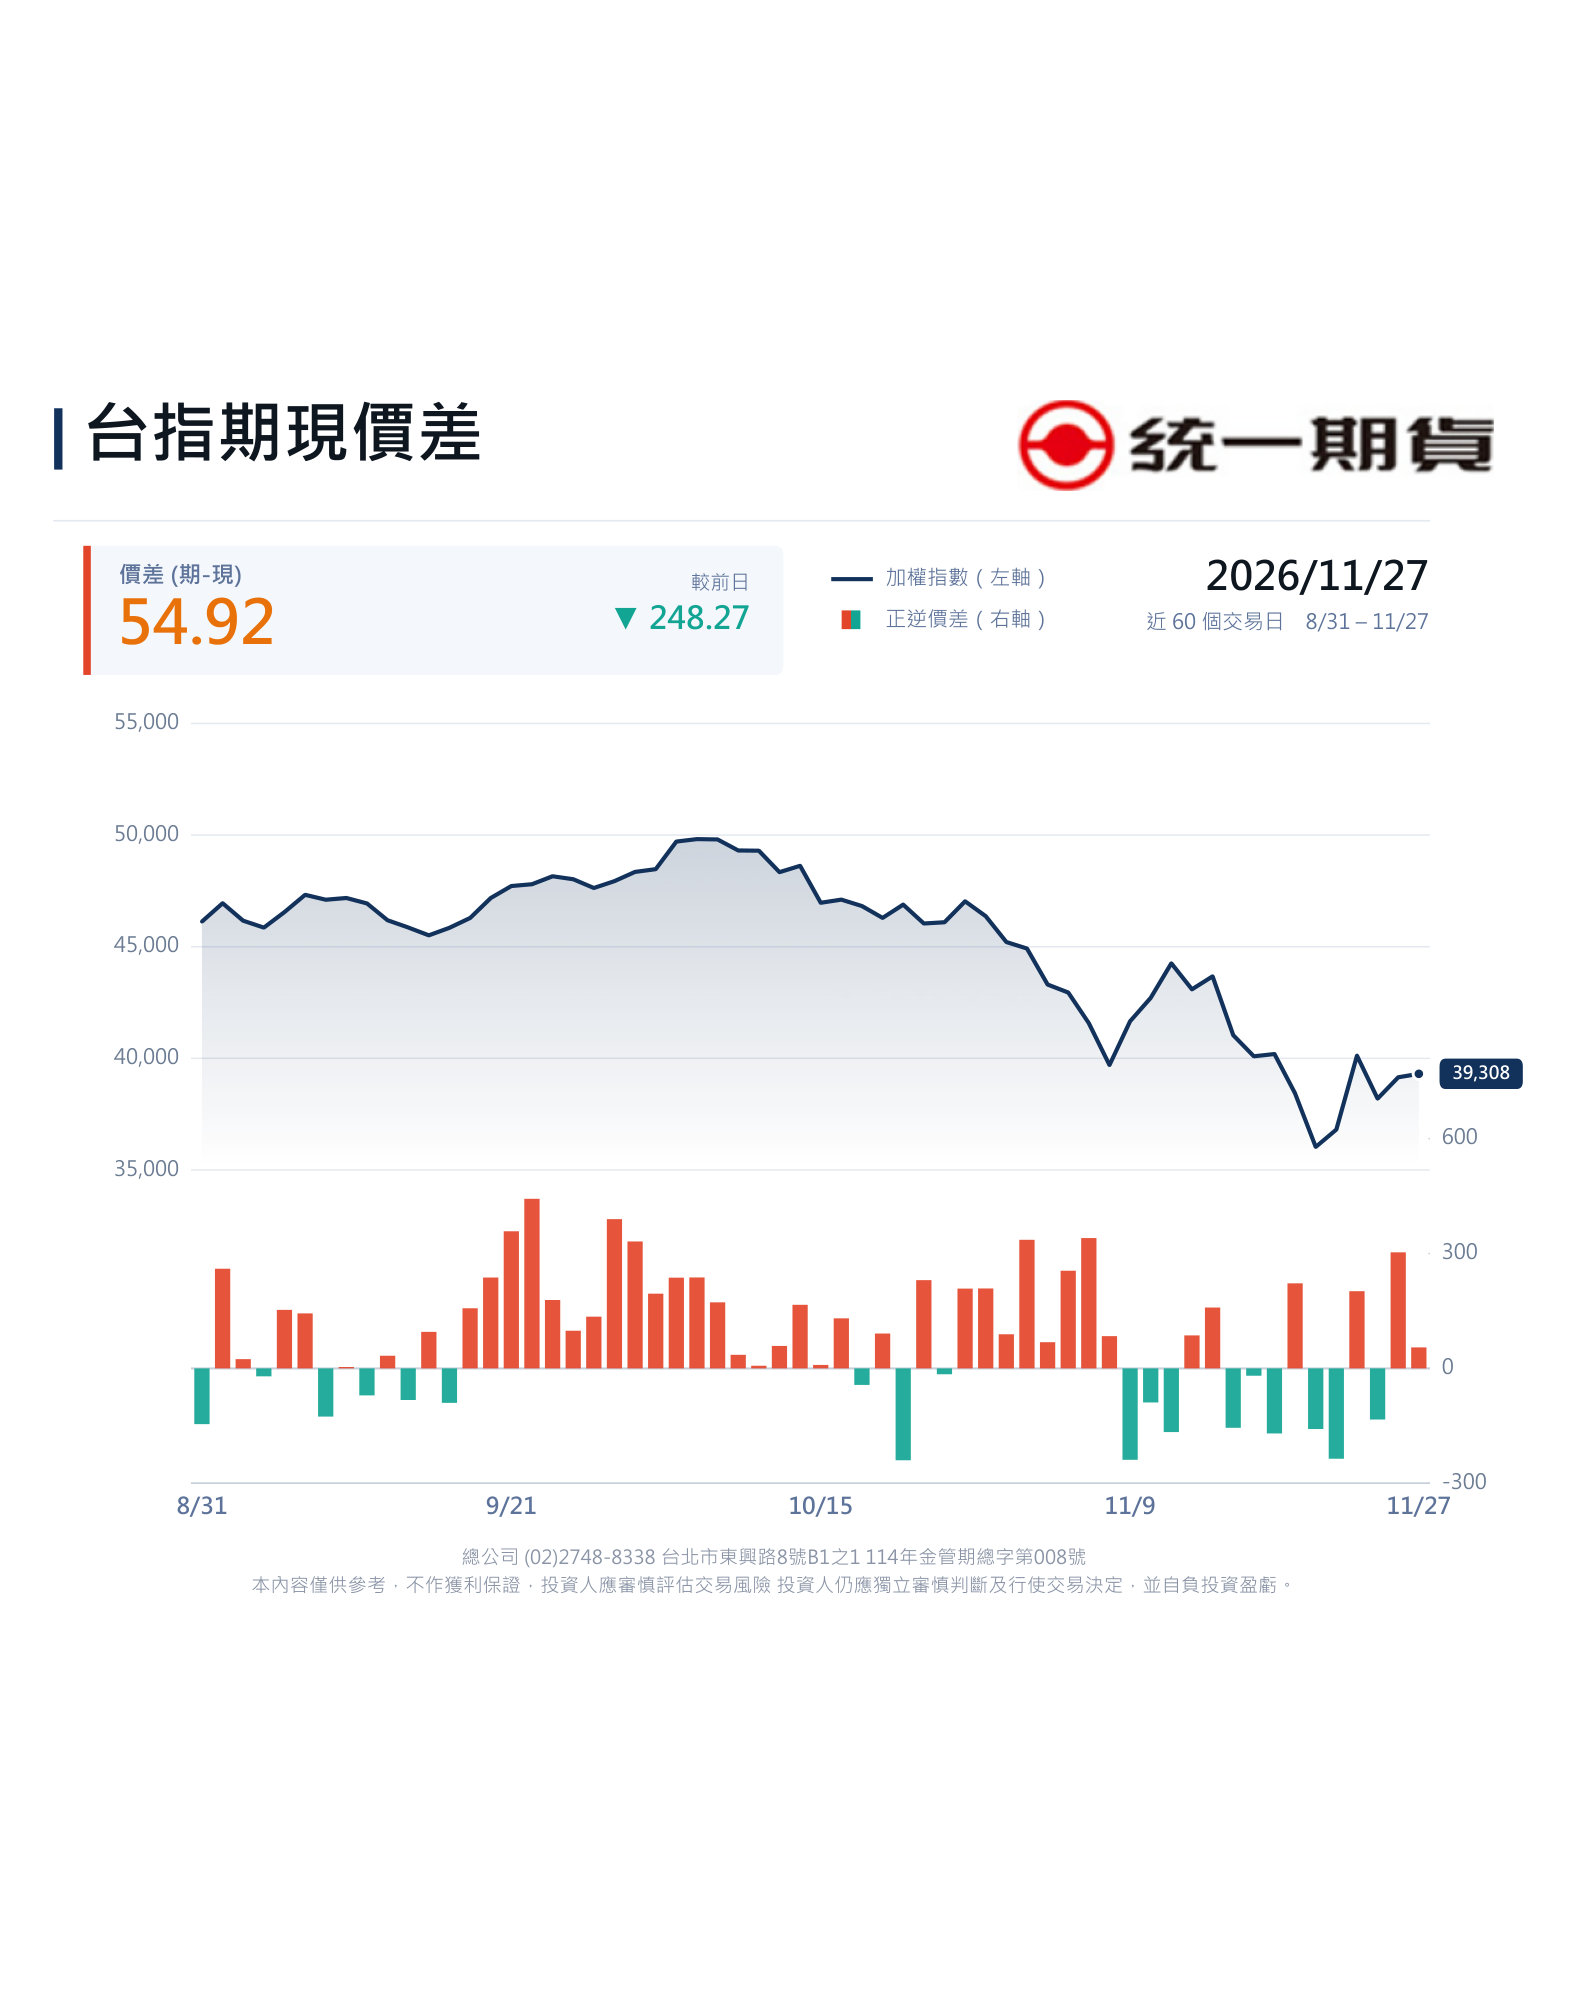 台指期現價差
統一期貨
價差 (期-現)
54.92
較前日
▼ 248.27
加權指數（左軸）
正逆價差（右軸）
2026/11/27
近 60 個交易日　8/31 – 11/27
55,000
50,000
45,000
40,000
35,000
39,308
600
300
0
-300
8/31
9/21
10/15
11/9
11/27
總公司 (02)2748-8338 台北市東興路8號B1之1 114年金管期總字第008號
本內容僅供參考，不作獲利保證，投資人應審慎評估交易風險 投資人仍應獨立審慎判斷及行使交易決定，並自負投資盈虧。